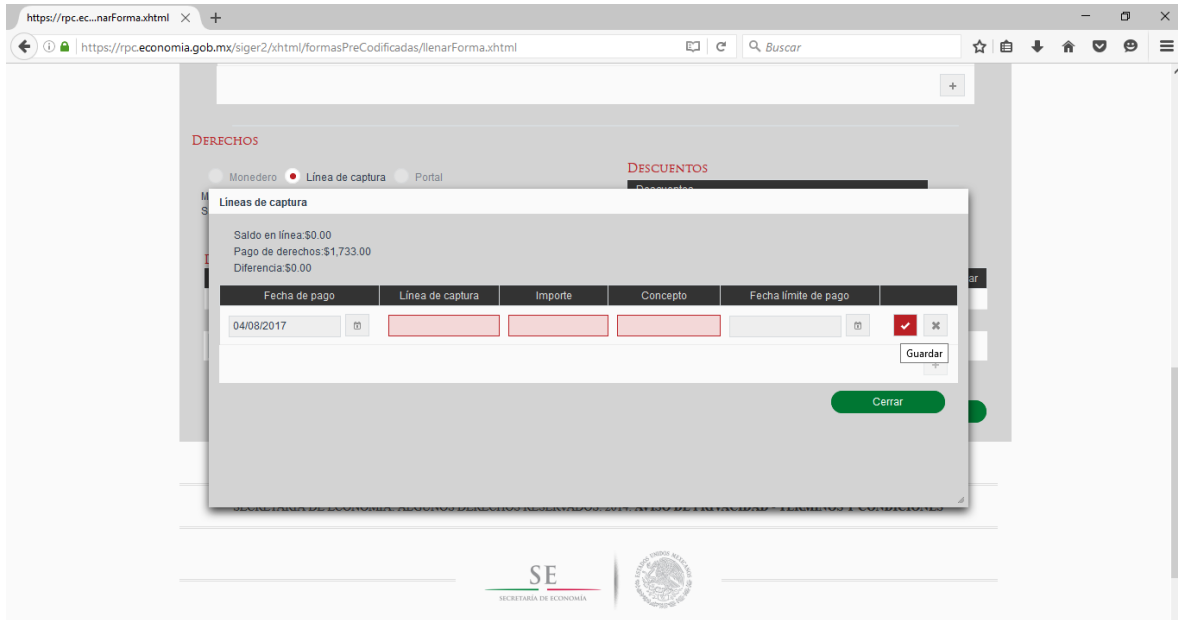 https://rpc.ec...narForma.xhtml
https://rpc.economia.gob.mx/siger2/xhtml/formasPreCodificadas/llenarForma.xhtml
Buscar
DERECHOS
Monedero Línea de captura Portal
DESCUENTOS
Descuentos
M
S
Líneas de captura
Saldo en línea:$0.00
Pago de derechos:$1,733.00
Diferencia:$0.00
ar
Fecha de pago Línea de captura Importe Concepto Fecha límite de pago
04/08/2017
Guardar
Cerrar
SECRETARÍA DE ECONOMÍA. ALGUNOS DERECHOS RESERVADOS. 2014. AVISO DE PRIVACIDAD - TÉRMINOS Y CONDICIONES
SE
SECRETARÍA DE ECONOMÍA